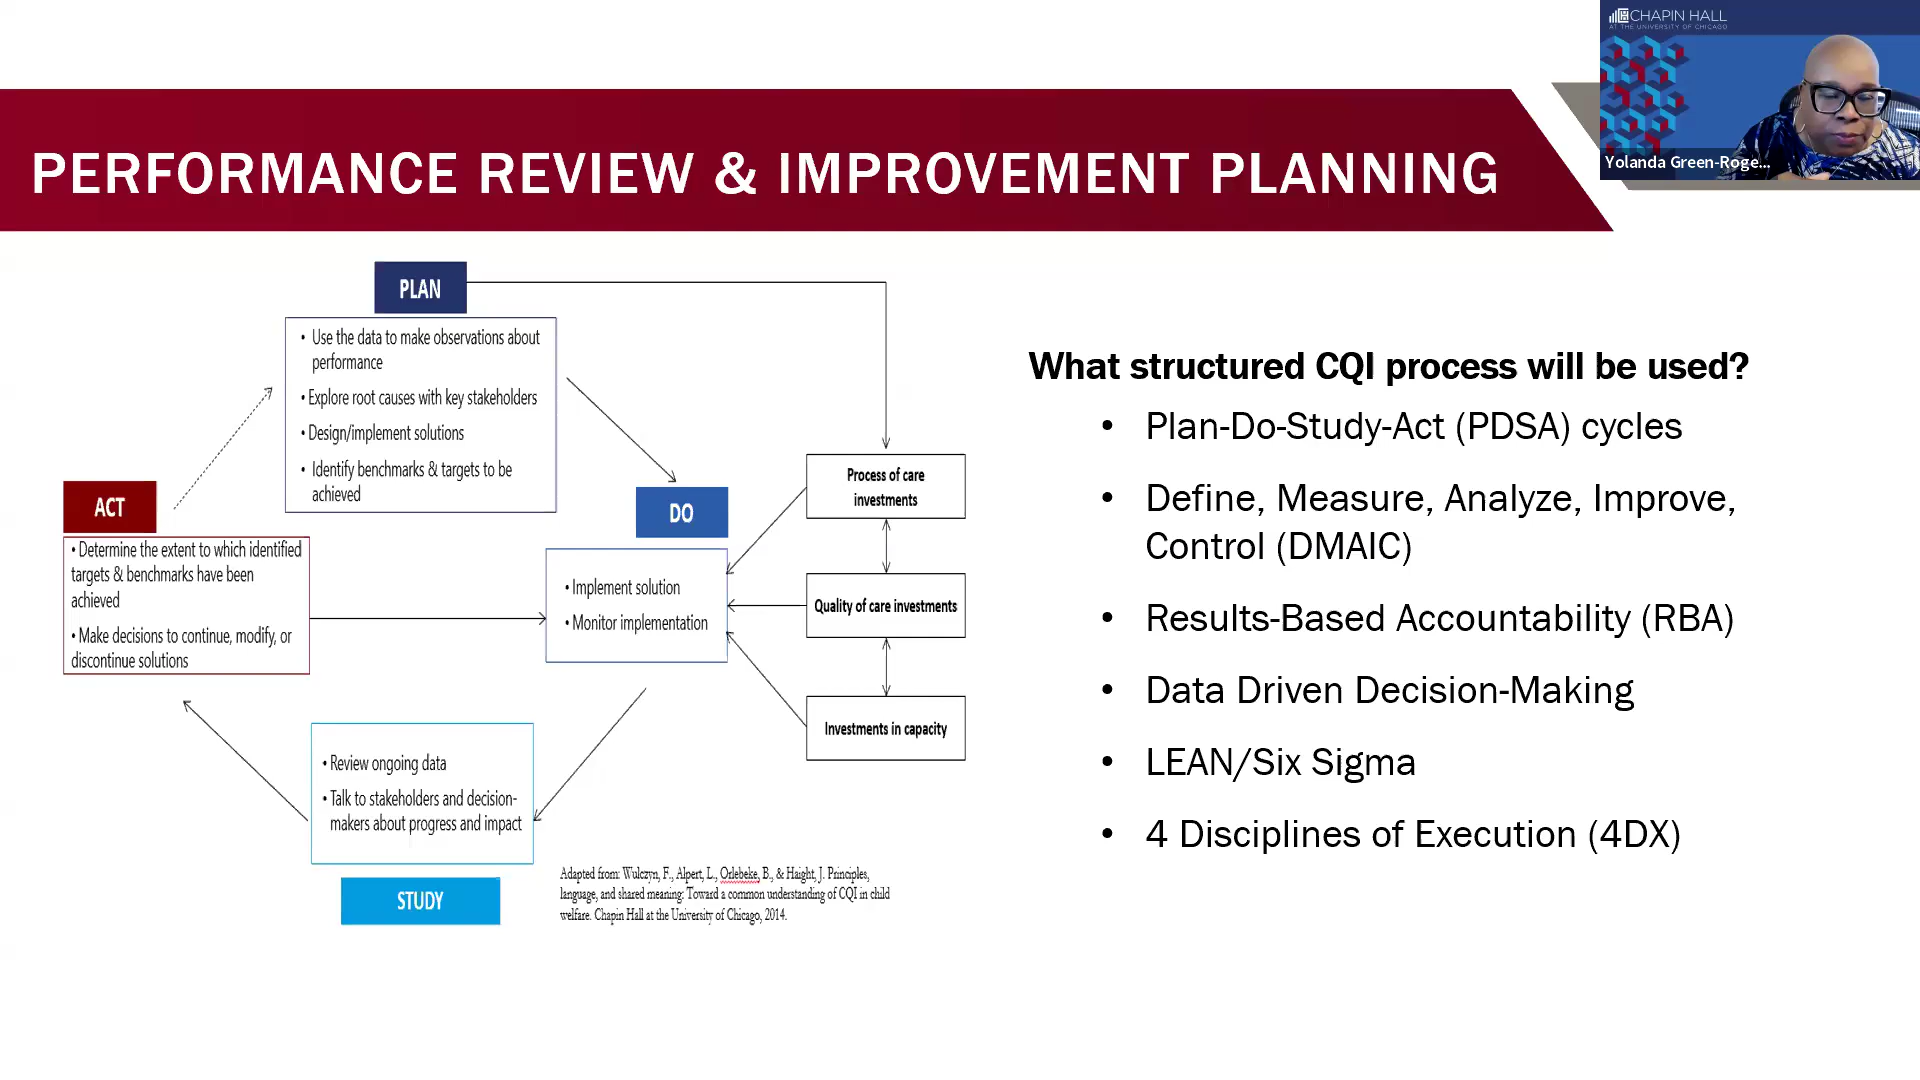 CHAPIN HALL
AT THE UNIVERSITY OF CHICAGO
Yolanda Green-Roge...
PERFORMANCE REVIEW & IMPROVEMENT PLANNING
PLAN
• Use the data to make observations about
performance
• Explore root causes with key stakeholders
• Design/implement solutions
• Identify benchmarks & targets to be
achieved
ACT
• Determine the extent to which identified
targets & benchmarks have been
achieved
• Make decisions to continue, modify, or
discontinue solutions
DO
• Implement solution
• Monitor implementation
Process of care
investments
Quality of care investments
Investments in capacity
• Review ongoing data
• Talk to stakeholders and decision-
makers about progress and impact
STUDY
Adapted from: Wulczyn, F., Alpert, L., Orlebeke, B., & Haight, J. Principles,
language, and shared meaning: Toward a common understanding of CQI in child
welfare. Chapin Hall at the University of Chicago, 2014.
What structured CQI process will be used?
• Plan-Do-Study-Act (PDSA) cycles
• Define, Measure, Analyze, Improve,
Control (DMAIC)
• Results-Based Accountability (RBA)
• Data Driven Decision-Making
• LEAN/Six Sigma
• 4 Disciplines of Execution (4DX)